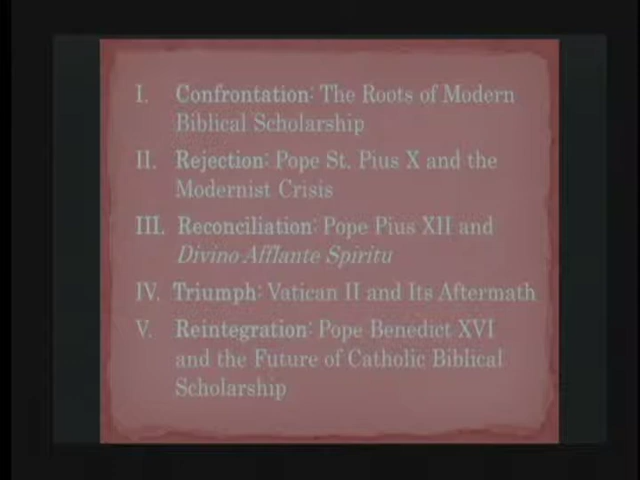 I. Confrontation: The Roots of Modern
Biblical Scholarship
II. Rejection: Pope St. Pius X and the
Modernist Crisis
III. Reconciliation: Pope Pius XII and
Divino Afflante Spiritu
IV. Triumph: Vatican II and Its Aftermath
V. Reintegration: Pope Benedict XVI
and the Future of Catholic Biblical
Scholarship